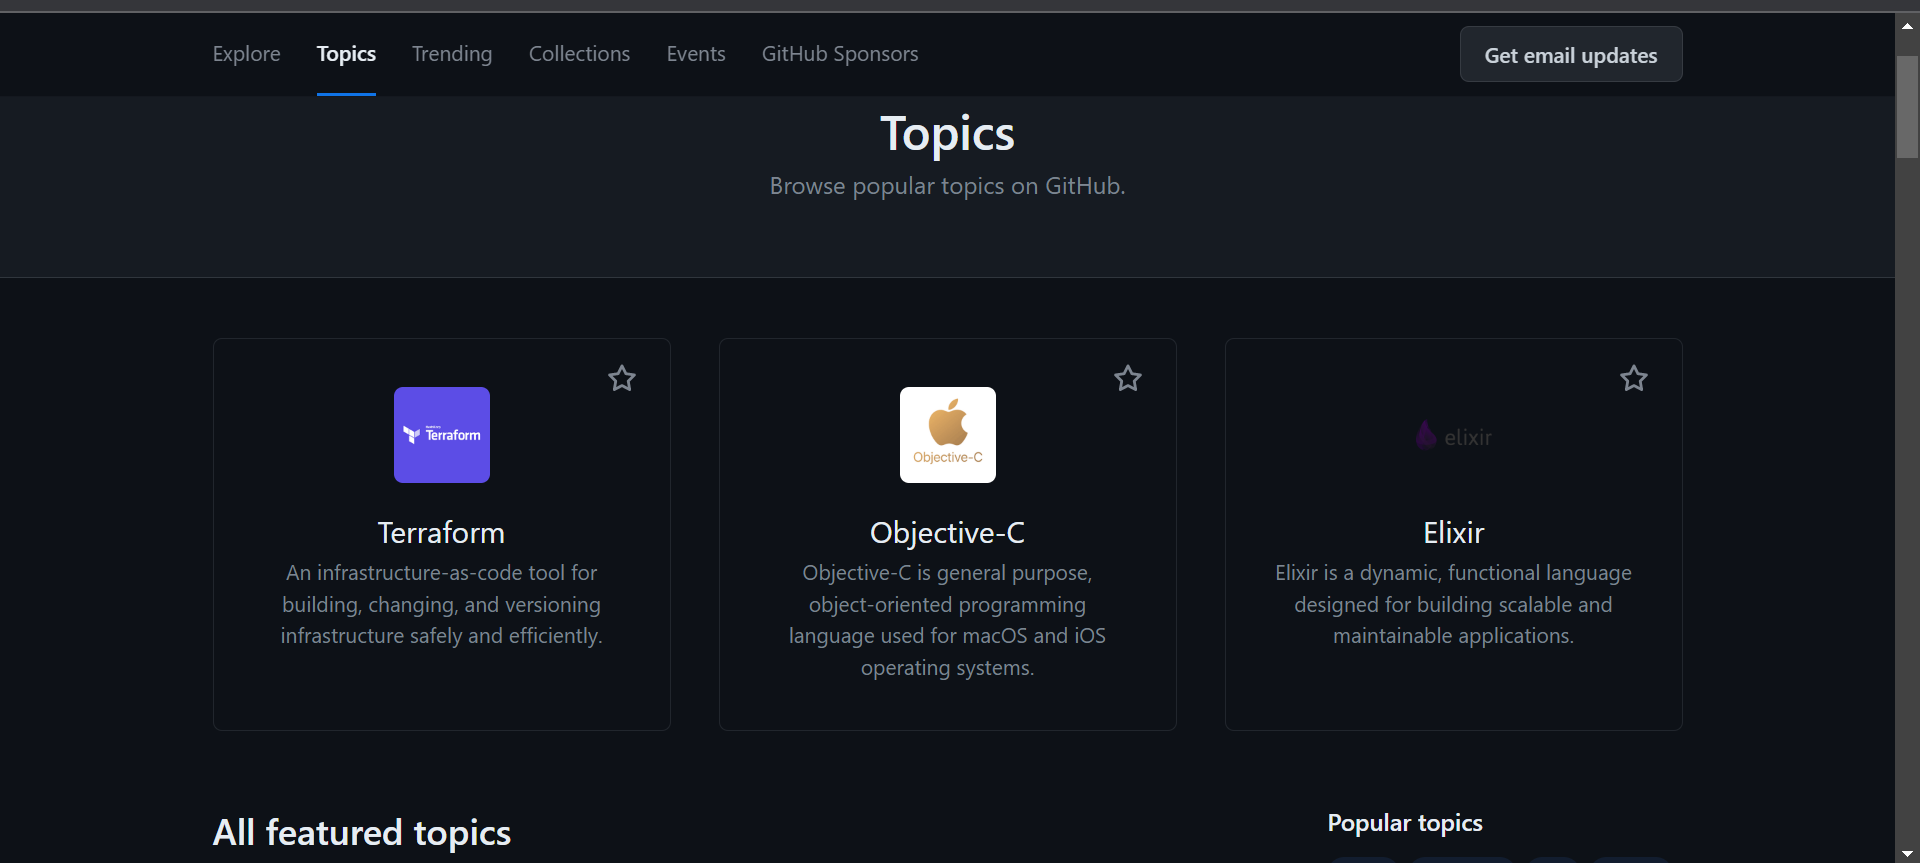 Explore Topics Trending Collections Events GitHub Sponsors Get email updates
Topics
Browse popular topics on GitHub.
Terraform
Terraform
An infrastructure-as-code tool for
building, changing, and versioning
infrastructure safely and efficiently.
Objective-C
Objective-C
Objective-C is general purpose,
object-oriented programming
language used for macOS and iOS
operating systems.
elixir
Elixir
Elixir is a dynamic, functional language
designed for building scalable and
maintainable applications.
All featured topics
Popular topics